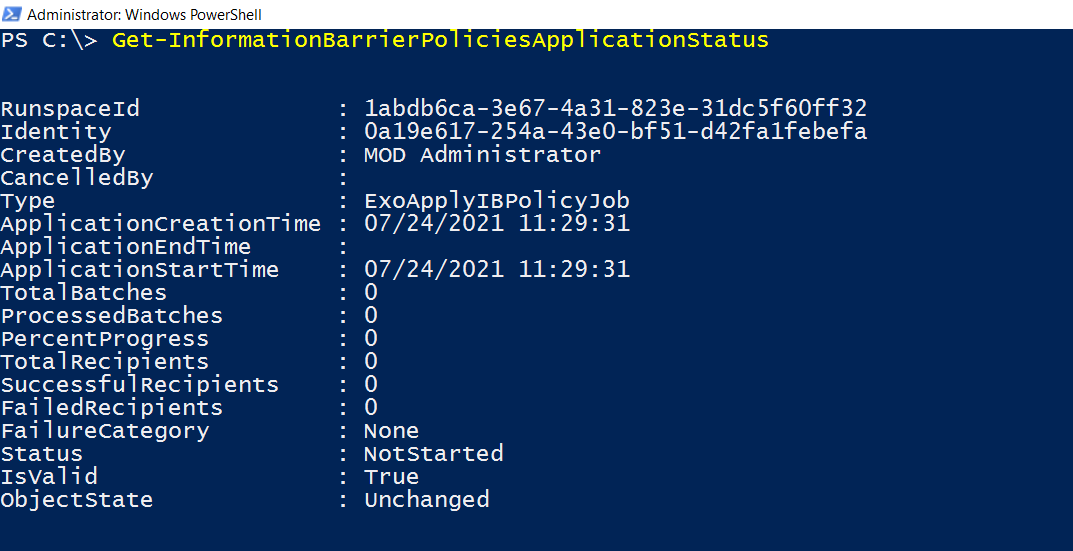 Administrator: Windows PowerShell
PS C:\> Get-InformationBarrierPoliciesApplicationStatus
RunspaceId : 1abdb6ca-3e67-4a31-823e-31dc5f60ff32
Identity : 0a19e617-254a-43e0-bf51-d42fa1febefa
CreatedBy : MOD Administrator
CancelledBy :
Type : ExoApplyIBPolicyJob
ApplicationCreationTime : 07/24/2021 11:29:31
ApplicationEndTime :
ApplicationStartTime : 07/24/2021 11:29:31
TotalBatches : 0
ProcessedBatches : 0
PercentProgress : 0
TotalRecipients : 0
SuccessfulRecipients : 0
FailedRecipients : 0
FailureCategory : None
Status : NotStarted
IsValid : True
ObjectState : Unchanged